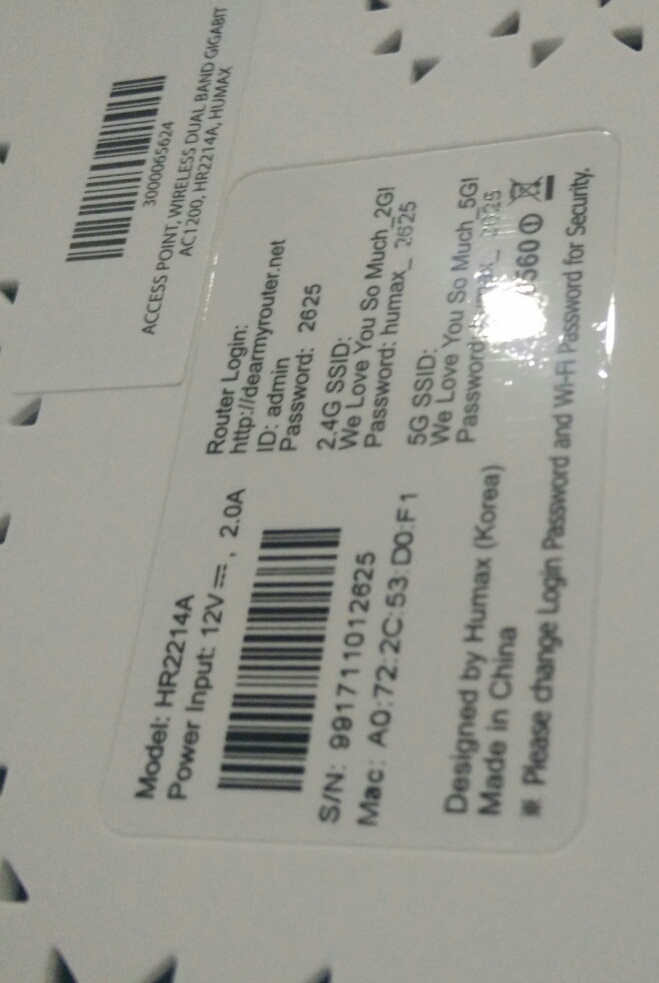 3000065624
ACCESS POINT, WIRELESS DUAL BAND GIGABIT
AC1200, HR2214A, HUMAX
Model: HR2214A
Power Input: 12V⎓, 2.0A
S/N: 991711012625
Mac: A0:72:2C:53:D0:F1
Designed by Humax (Korea)
Made in China
Router Login:
http://dearmyrouter.net
ID: admin
Password: 2625
2.4G SSID:
We Love You So Much_2G!
Password: humax_ 2625
5G SSID:
We Love You So Much_5G!
Password:
※ Please change Login Password and Wi-Fi Password for Security.